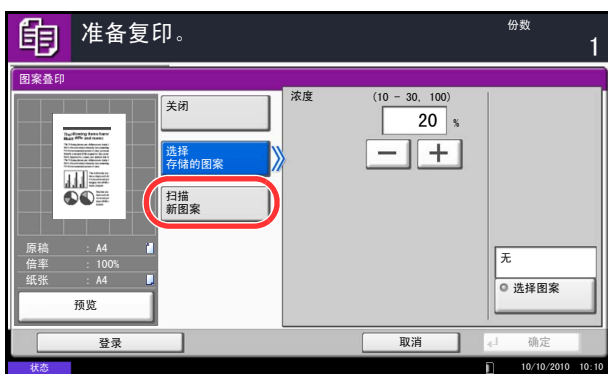 准备复印。
份数
1
图案叠印
关闭
选择
存储的图案
扫描
新图案
浓度
(10 - 30, 100)
20 %
原稿 : A4
倍率 : 100%
纸张 : A4
预览
无
选择图案
登录
取消
确定
状态
10/10/2010 10:10